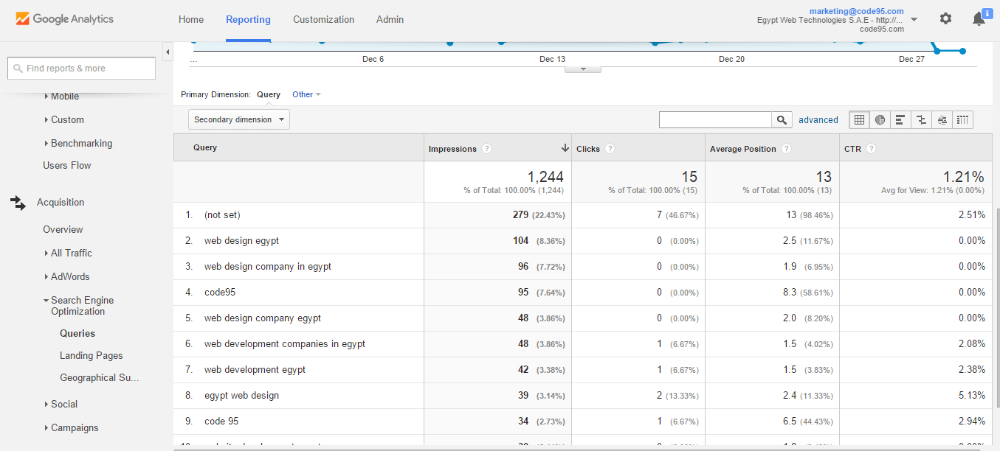 Google Analytics
Home Reporting Customization Admin
marketing@code95.com
Egypt Web Technologies S.A.E - http://...
code95.com
Find reports & more
Mobile
Custom
Benchmarking
Users Flow
Acquisition
Overview
All Traffic
AdWords
Search Engine
Optimization
Queries
Landing Pages
Geographical Su...
Social
Campaigns
... Dec 6 Dec 13 Dec 20 Dec 27
Primary Dimension: Query Other
Secondary dimension advanced
Query Impressions ? Clicks ? Average Position ? CTR ?
1,244 15 13 1.21%
% of Total: 100.00% (1,244) % of Total: 100.00% (15) % of Total: 100.00% (13) Avg for View: 1.21% (0.00%)
1. (not set) 279 (22.43%) 7 (46.67%) 13 (98.46%) 2.51%
2. web design egypt 104 (8.36%) 0 (0.00%) 2.5 (11.67%) 0.00%
3. web design company in egypt 96 (7.72%) 0 (0.00%) 1.9 (6.95%) 0.00%
4. code95 95 (7.64%) 0 (0.00%) 8.3 (58.61%) 0.00%
5. web design company egypt 48 (3.86%) 0 (0.00%) 2.0 (8.20%) 0.00%
6. web development companies in egypt 48 (3.86%) 1 (6.67%) 1.5 (4.02%) 2.08%
7. web development egypt 42 (3.38%) 1 (6.67%) 1.5 (3.83%) 2.38%
8. egypt web design 39 (3.14%) 2 (13.33%) 2.4 (11.33%) 5.13%
9. code 95 34 (2.73%) 1 (6.67%) 6.5 (44.43%) 2.94%